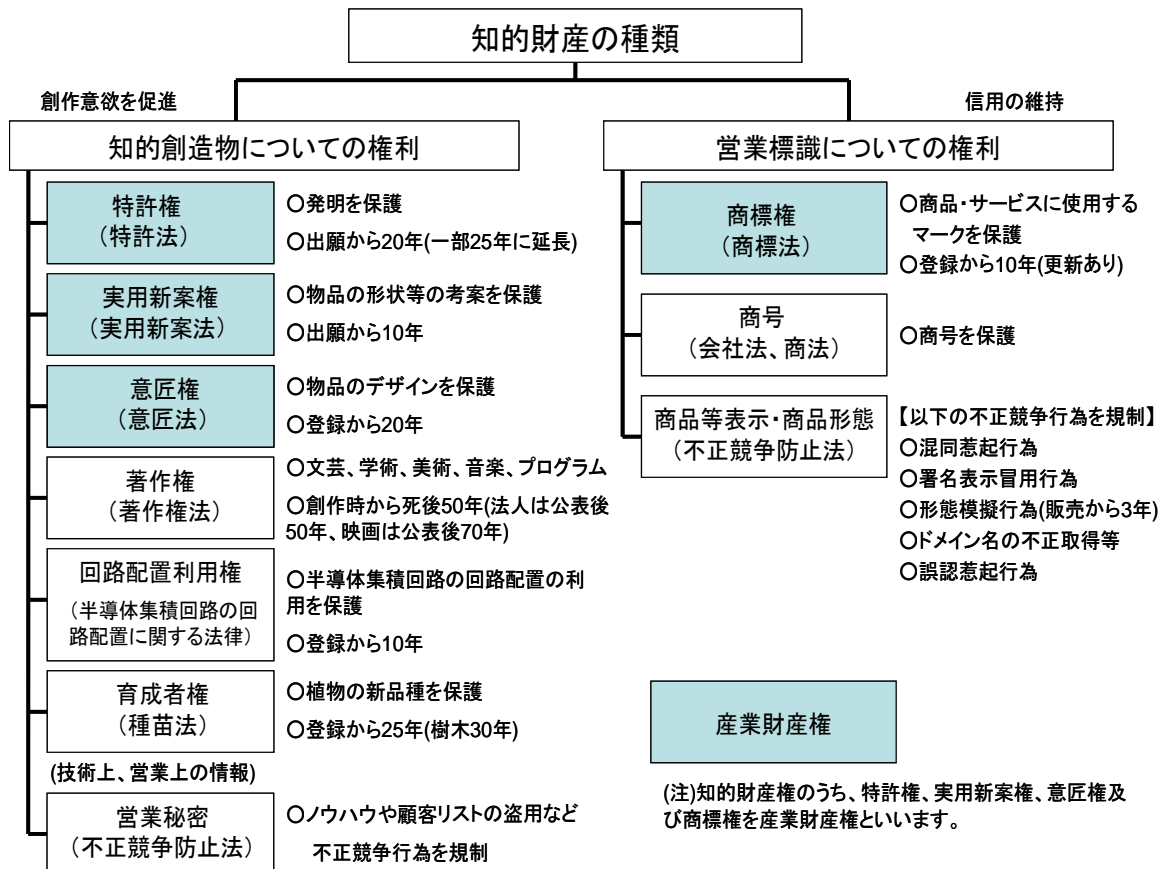 知的財産の種類
創作意欲を促進
知的創造物についての権利
特許権
(特許法)
○発明を保護
○出願から20年(一部25年に延長)
実用新案権
(実用新案法)
○物品の形状等の考案を保護
○出願から10年
意匠権
(意匠法)
○物品のデザインを保護
○登録から20年
著作権
(著作権法)
○文芸、学術、美術、音楽、プログラム
○創作時から死後50年(法人は公表後
50年、映画は公表後70年)
回路配置利用権
(半導体集積回路の回
路配置に関する法律)
○半導体集積回路の回路配置の利
用を保護
○登録から10年
育成者権
(種苗法)
○植物の新品種を保護
○登録から25年(樹木30年)
(技術上、営業上の情報)
営業秘密
(不正競争防止法)
○ノウハウや顧客リストの盗用など
不正競争行為を規制
信用の維持
営業標識についての権利
商標権
(商標法)
○商品・サービスに使用する
マークを保護
○登録から10年(更新あり)
商号
(会社法、商法)
○商号を保護
商品等表示・商品形態
(不正競争防止法)
【以下の不正競争行為を規制】
○混同惹起行為
○署名表示冒用行為
○形態模擬行為(販売から3年)
○ドメイン名の不正取得等
○誤認惹起行為
産業財産権
(注)知的財産権のうち、特許権、実用新案権、意匠権及
び商標権を産業財産権といいます。